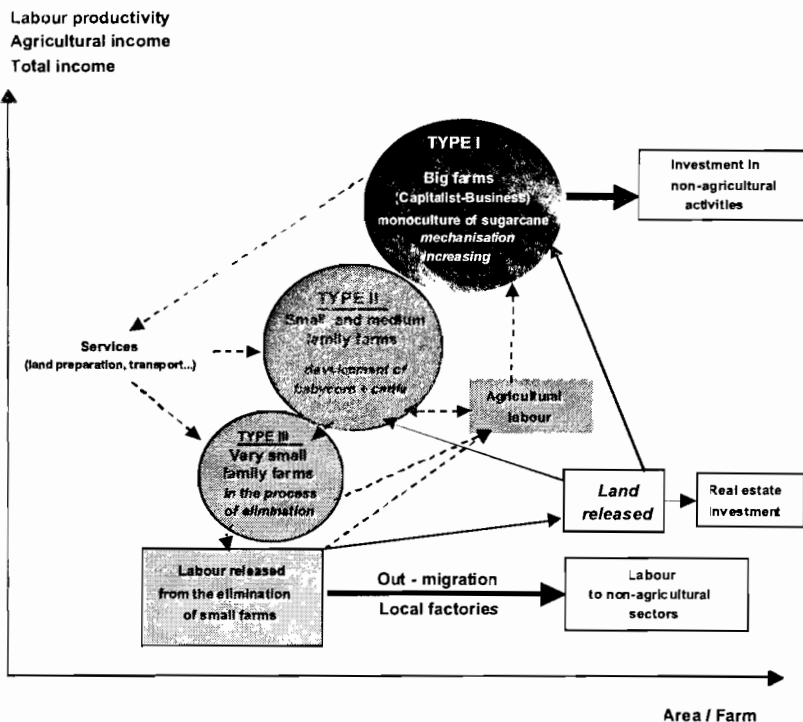 Labour productivity
Agricultural income
Total income
TYPE I
Big farms
(Capitalist-Business)
monoculture of sugarcane
mechanisation
increasing
Investment in
non-agricultural
activities
TYPE II
Small and medium
family farms
development of
babycorn + cattle
Services
(land preparation, transport...)
Agricultural
labour
TYPE III
Very small
family farms
in the process
of elimination
Land
released
Real estate
investment
Labour released
from the elimination
of small farms
Out - migration
Local factories
Labour
to non-agricultural
sectors
Area / Farm